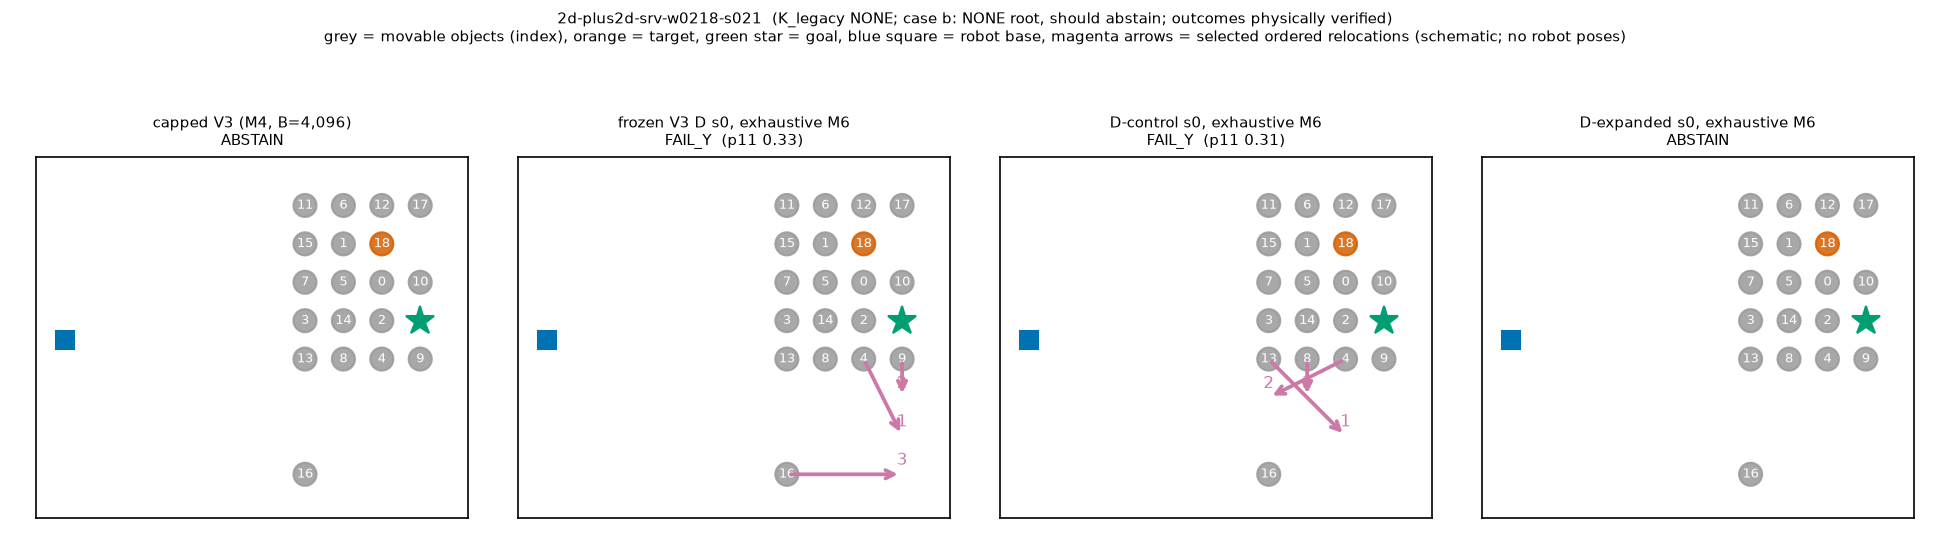 2d-plus2d-srv-w0218-s021  (K_legacy NONE; case b: NONE root, should abstain; outcomes physically verified)
grey = movable objects (index), orange = target, green star = goal, blue square = robot base, magenta arrows = selected ordered relocations (schematic; no robot poses)
capped V3 (M4, B=4,096)
ABSTAIN
11 6 12 17
15 1 18
7 5 0 10
3 14 2
13 8 4 9
16
frozen V3 D s0, exhaustive M6
FAIL_Y  (p11 0.33)
11 6 12 17
15 1 18
7 5 0 10
3 14 2
13 8 4 9
1
3
16
D-control s0, exhaustive M6
FAIL_Y  (p11 0.31)
11 6 12 17
15 1 18
7 5 0 10
3 14 2
13 8 4 9
2
1
16
D-expanded s0, exhaustive M6
ABSTAIN
11 6 12 17
15 1 18
7 5 0 10
3 14 2
13 8 4 9
16